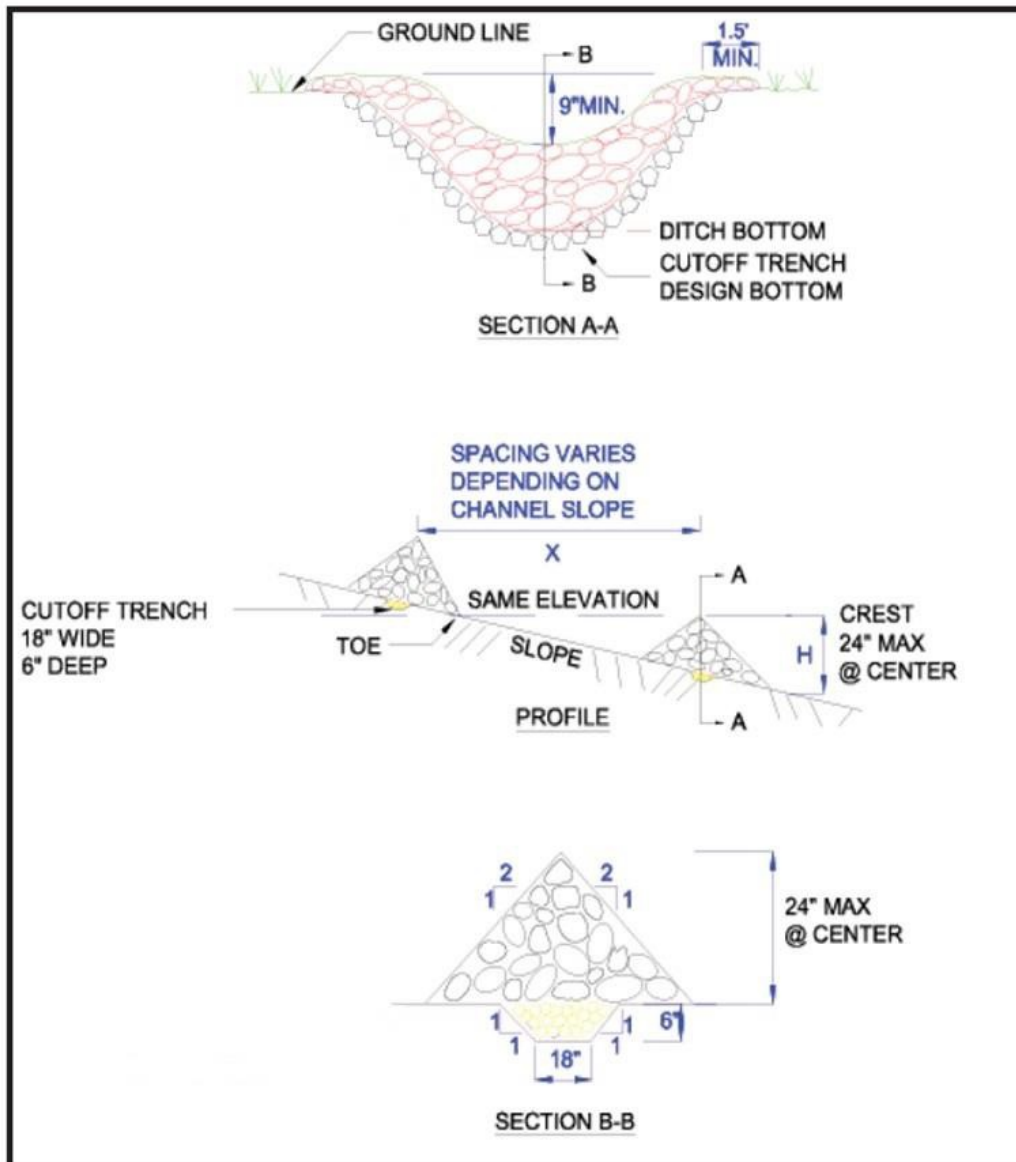 GROUND LINE
B
1.5'
MIN.
9"MIN.
DITCH BOTTOM
CUTOFF TRENCH
DESIGN BOTTOM
B
SECTION A-A
SPACING VARIES
DEPENDING ON
CHANNEL SLOPE
X
A
CUTOFF TRENCH
18" WIDE
6" DEEP
SAME ELEVATION
TOE
SLOPE
H
CREST
24" MAX
@ CENTER
A
PROFILE
2
1
2
1
24" MAX
@ CENTER
1
1
6"
1
1
18"
SECTION B-B